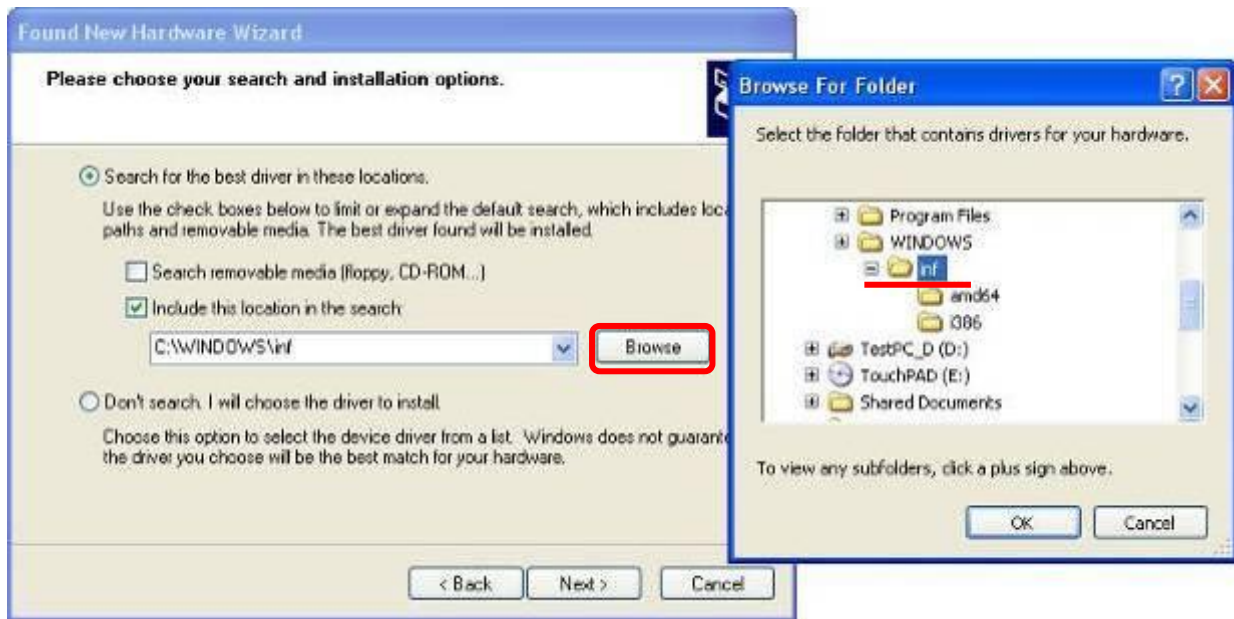 Found New Hardware Wizard
Please choose your search and installation options.
Search for the best driver in these locations.
Use the check boxes below to limit or expand the default search, which includes loca
paths and removable media. The best driver found will be installed.
Search removable media (floppy, CD-ROM...)
Include this location in the search:
C:\WINDOWS\inf
Browse
Don't search. I will choose the driver to install.
Choose this option to select the device driver from a list. Windows does not guarante
the driver you choose will be the best match for your hardware.
< Back
Next >
Cancel
Browse For Folder
Select the folder that contains drivers for your hardware.
Program Files
WINDOWS
inf
amd64
i386
TestPC_D (D:)
TouchPAD (E:)
Shared Documents
To view any subfolders, click a plus sign above.
OK
Cancel